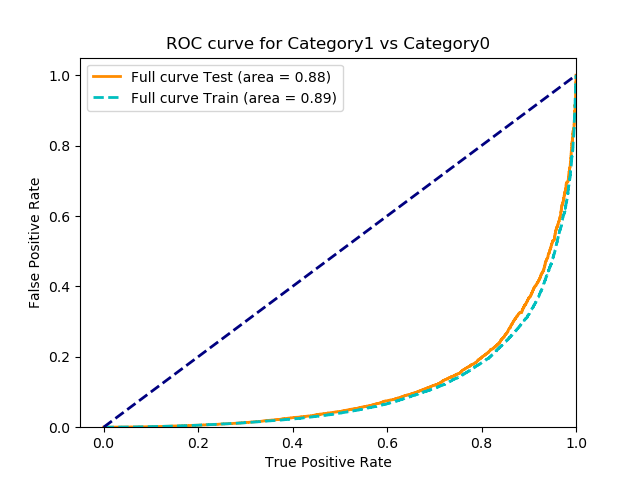 ROC curve for Category1 vs Category0
Full curve Test (area = 0.88)
Full curve Train (area = 0.89)
1.0
0.8
0.6
0.4
0.2
0.0
False Positive Rate
0.0 0.2 0.4 0.6 0.8 1.0
True Positive Rate